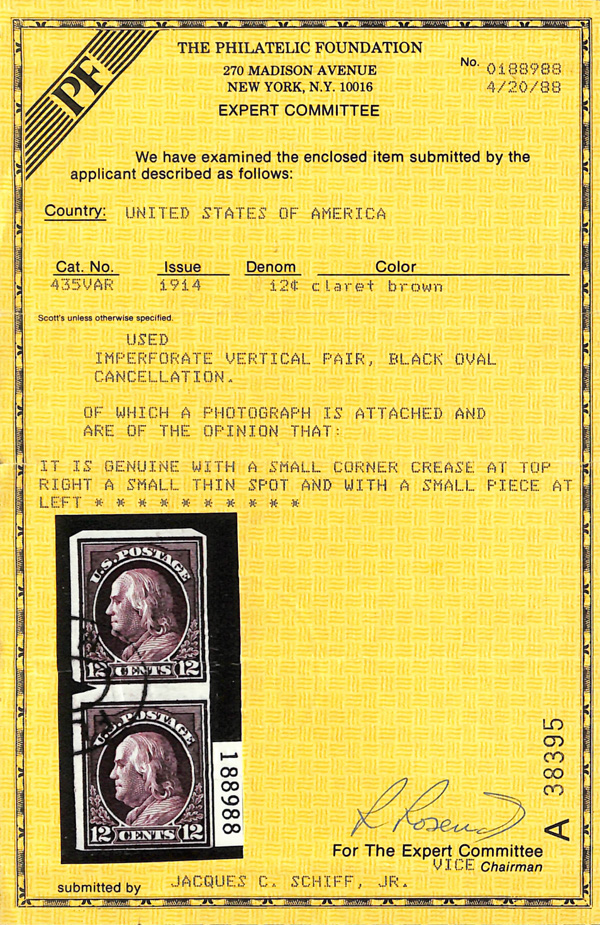 PF
THE PHILATELIC FOUNDATION
270 MADISON AVENUE
NEW YORK, N.Y. 10016
EXPERT COMMITTEE
No. 0188988
4/20/88
We have examined the enclosed item submitted by the
applicant described as follows:
Country: UNITED STATES OF AMERICA
Cat. No. Issue Denom Color
435VAR 1914 12¢ claret brown
Scott's unless otherwise specified.
USED
IMPERFORATE VERTICAL PAIR, BLACK OVAL
CANCELLATION.
OF WHICH A PHOTOGRAPH IS ATTACHED AND
ARE OF THE OPINION THAT:
IT IS GENUINE WITH A SMALL CORNER CREASE AT TOP
RIGHT A SMALL THIN SPOT AND WITH A SMALL PIECE AT
LEFT * * * * * * * * * *
U.S. POSTAGE
12 CENTS 12
U.S. POSTAGE
12 CENTS 12
188988
A 38395
For The Expert Committee
VICE Chairman
submitted by JACQUES C. SCHIFF, JR.